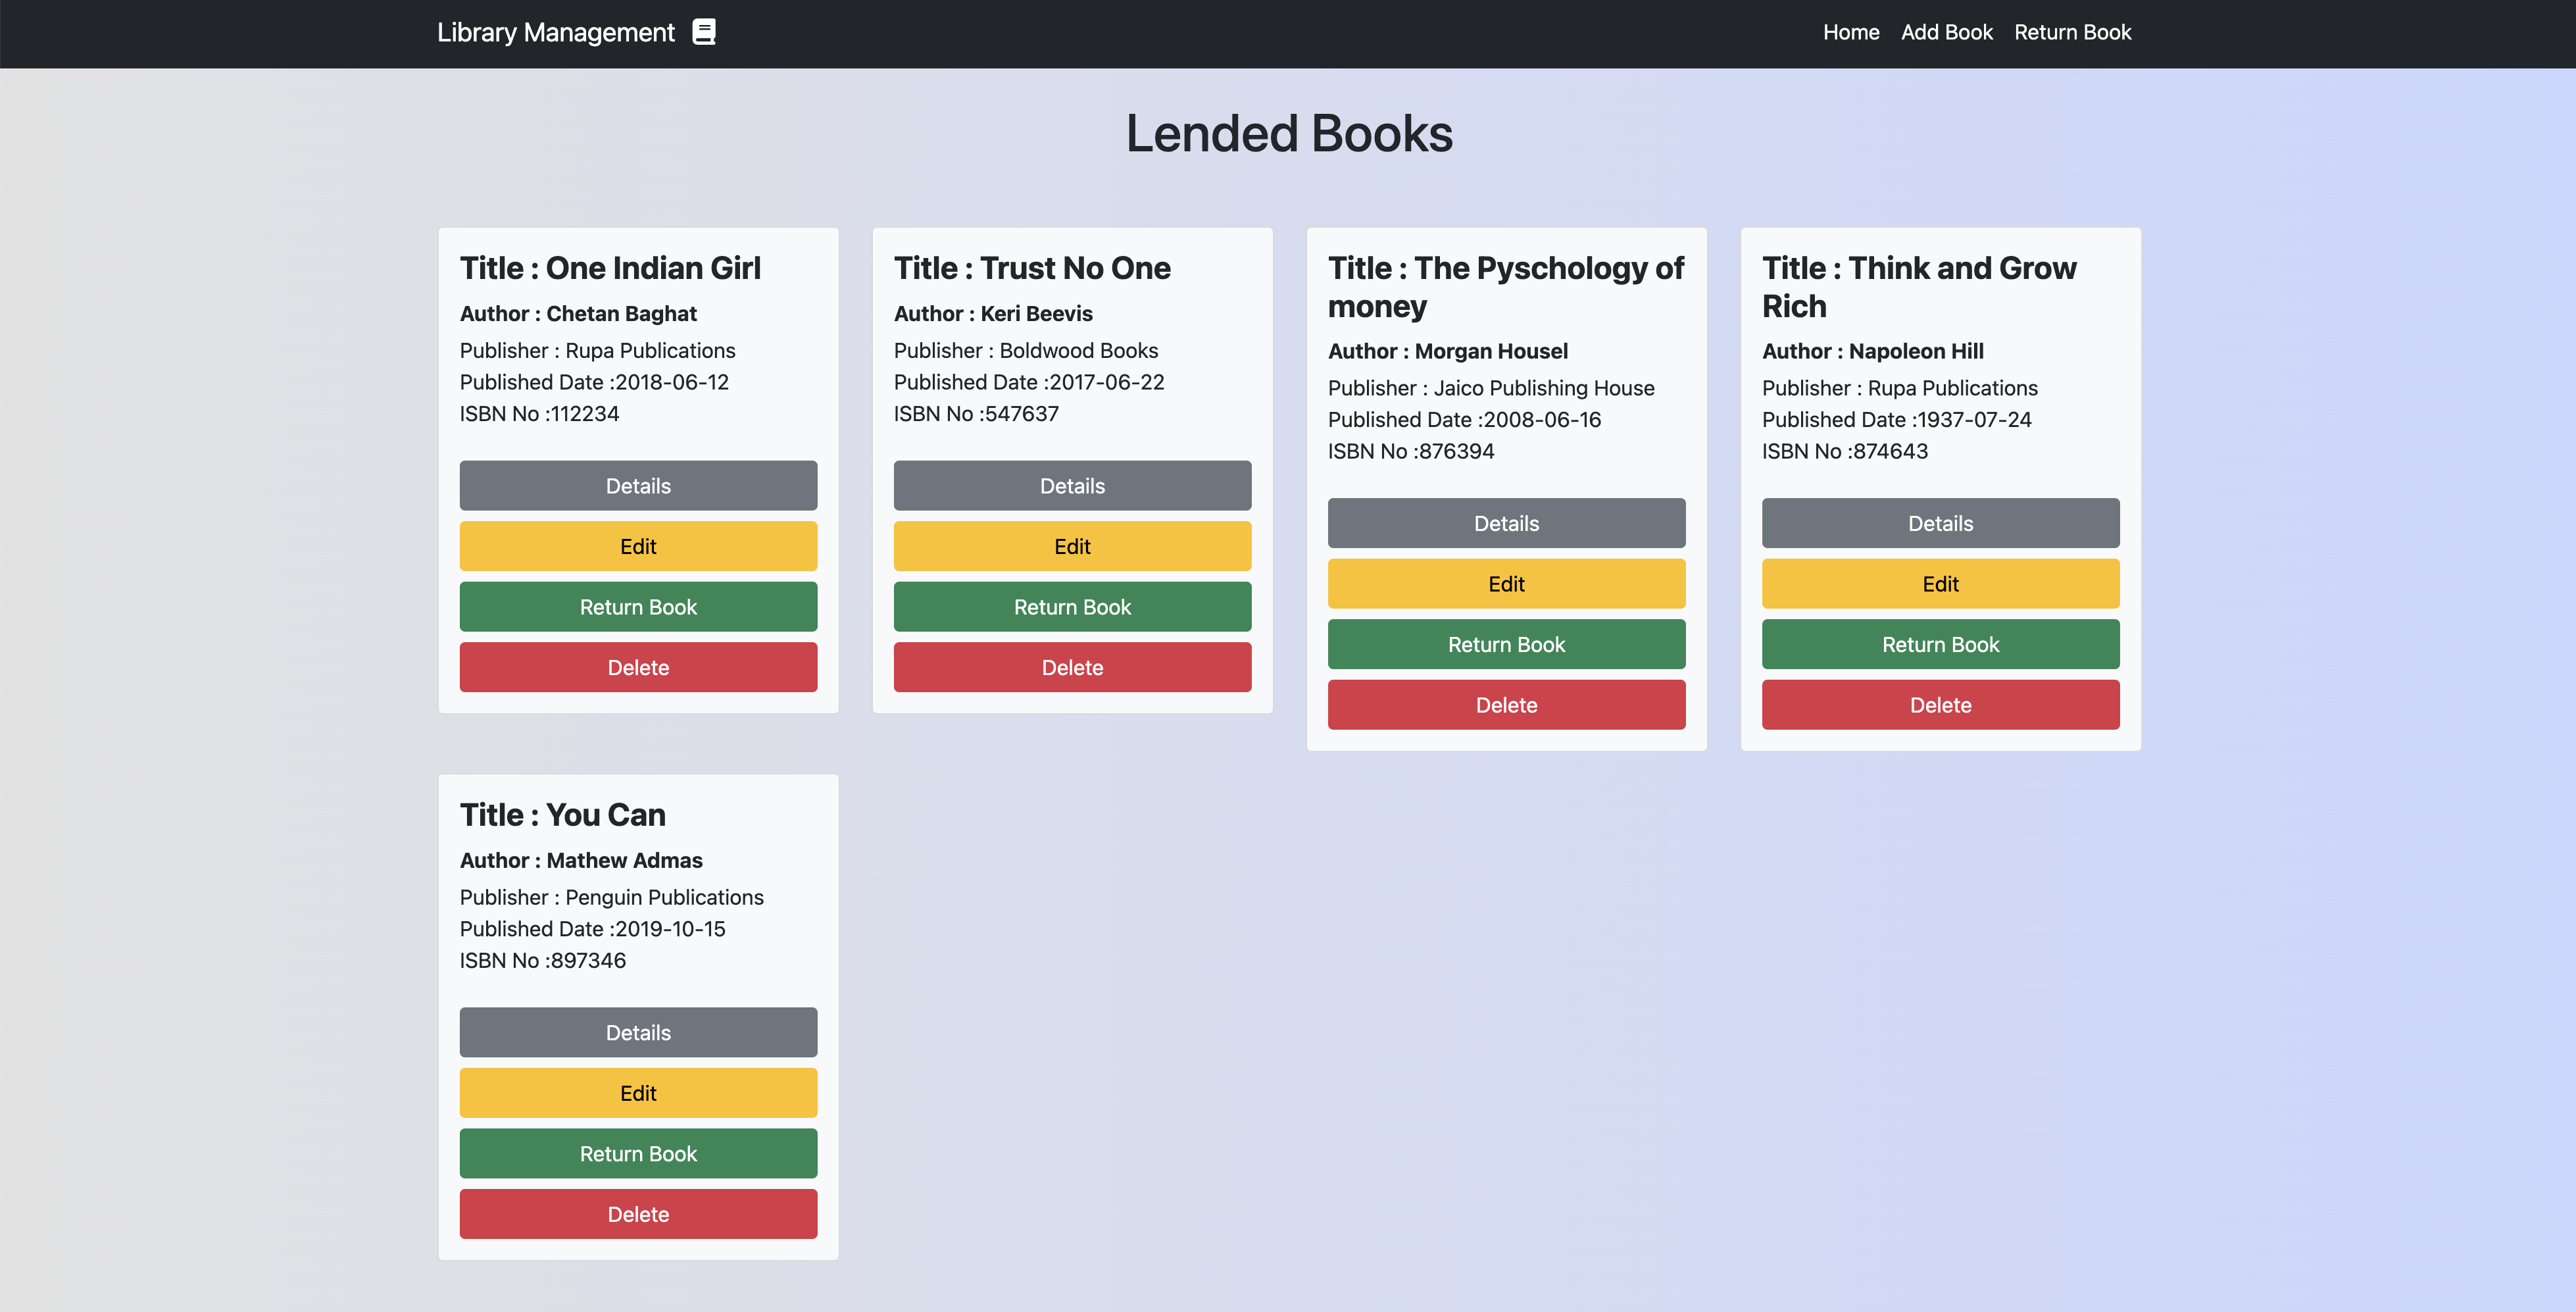 Library Management
Home Add Book Return Book
Lended Books
Title : One Indian Girl
Author : Chetan Baghat
Publisher : Rupa Publications
Published Date :2018-06-12
ISBN No :112234
Details
Edit
Return Book
Delete
Title : Trust No One
Author : Keri Beevis
Publisher : Boldwood Books
Published Date :2017-06-22
ISBN No :547637
Details
Edit
Return Book
Delete
Title : The Pyschology of
money
Author : Morgan Housel
Publisher : Jaico Publishing House
Published Date :2008-06-16
ISBN No :876394
Details
Edit
Return Book
Delete
Title : Think and Grow
Rich
Author : Napoleon Hill
Publisher : Rupa Publications
Published Date :1937-07-24
ISBN No :874643
Details
Edit
Return Book
Delete
Title : You Can
Author : Mathew Admas
Publisher : Penguin Publications
Published Date :2019-10-15
ISBN No :897346
Details
Edit
Return Book
Delete